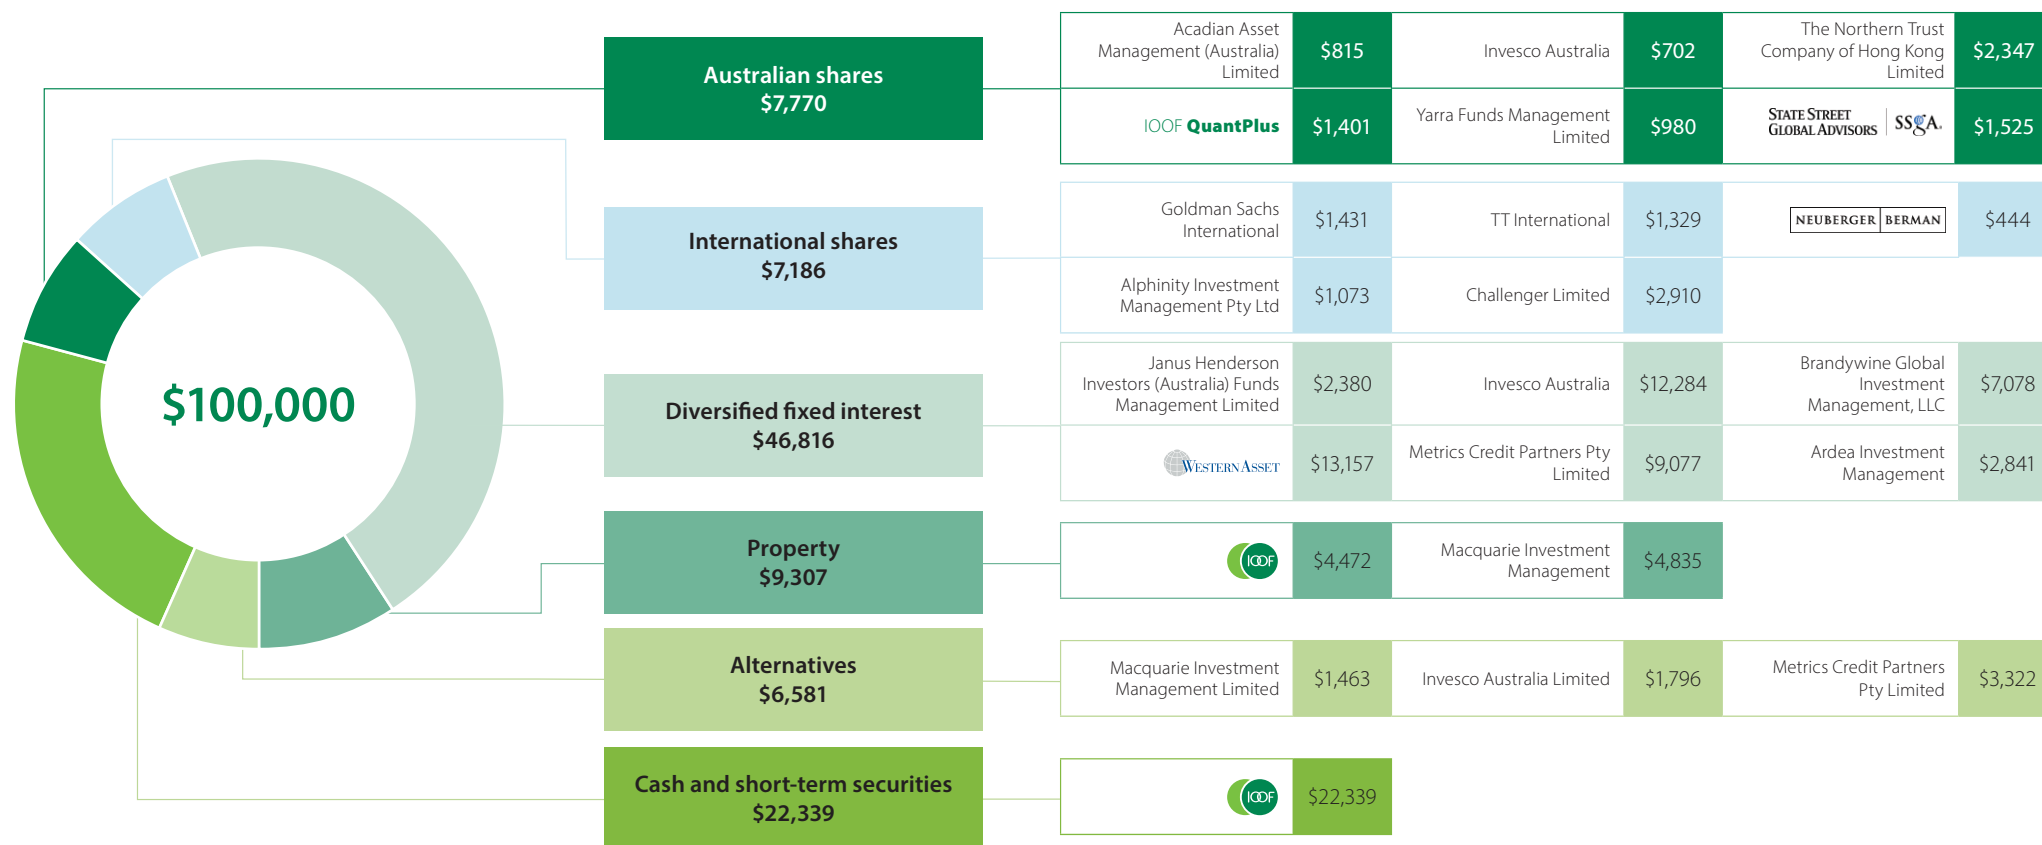 $100,000
Australian shares
$7,770
Acadian Asset
Management (Australia)
Limited
$815
Invesco Australia
$702
The Northern Trust
Company of Hong Kong
Limited
$2,347
IOOF QuantPlus
$1,401
Yarra Funds Management
Limited
$980
STATE STREET
GLOBAL ADVISORS
SSGA.
$1,525
International shares
$7,186
Goldman Sachs
International
$1,431
TT International
$1,329
NEUBERGER BERMAN
$444
Alphinity Investment
Management Pty Ltd
$1,073
Challenger Limited
$2,910
Diversified fixed interest
$46,816
Janus Henderson
Investors (Australia) Funds
Management Limited
$2,380
Invesco Australia
$12,284
Brandywine Global
Investment
Management, LLC
$7,078
WESTERN ASSET
$13,157
Metrics Credit Partners Pty
Limited
$9,077
Ardea Investment
Management
$2,841
Property
$9,307
IOOF
$4,472
Macquarie Investment
Management
$4,835
Alternatives
$6,581
Macquarie Investment
Management Limited
$1,463
Invesco Australia Limited
$1,796
Metrics Credit Partners
Pty Limited
$3,322
Cash and short-term securities
$22,339
IOOF
$22,339